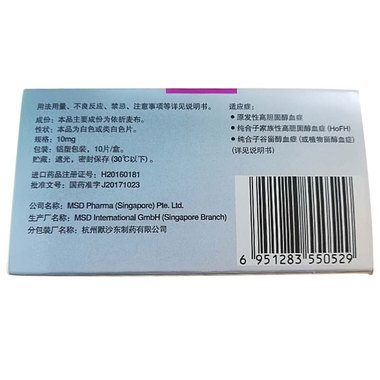 用法用量、不良反应、禁忌、注意事项等详见说明书。
成份：本品主要成份为依折麦布。
性状：本品为白色或类白色片。
规格：10mg
包装：铝塑包装，10片/盒。
贮藏：遮光，密封保存（30℃以下）。
进口药品注册证号：H20160181
批准文号：国药准字J20171023
公司名称：MSD Pharma (Singapore) Pte. Ltd.
生产厂名称：MSD International GmbH (Singapore Branch)
分包装厂名称：杭州默沙东制药有限公司
适应症：
• 原发性高胆固醇血症
• 纯合子家族性高胆固醇血症（HoFH）
• 纯合子谷甾醇血症（或植物甾醇血症）
（详见说明书）
6 951283 550529